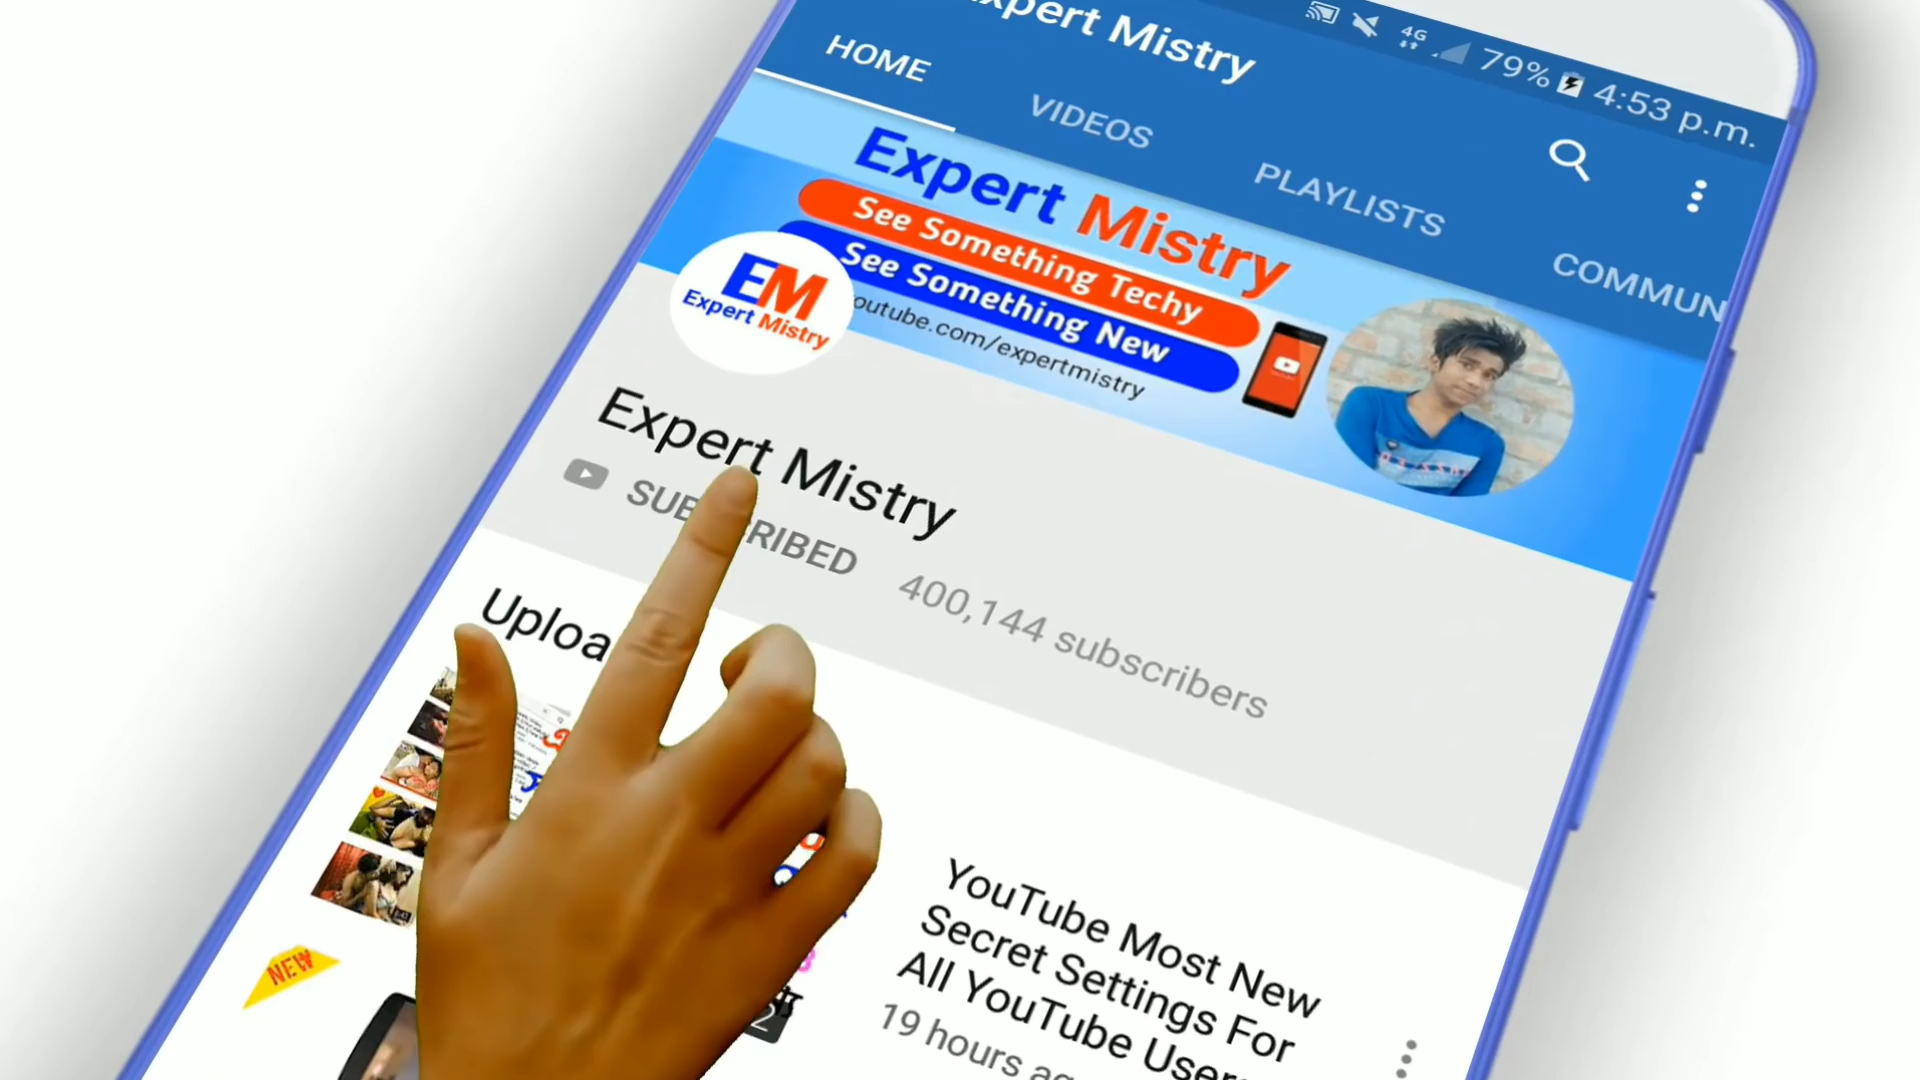 xpert Mistry
4G 79% 4:53 p.m.
HOME
VIDEOS
PLAYLISTS
COMMUN
Expert Mistry
See Something Techy
See Something New
outube.com/expertmistry
EM
Expert Mistry
Expert Mistry
SUB RIBED
400,144 subscribers
Uploa
YouTube Most New
Secret Settings For
All YouTube User
19 hours ag
NEW